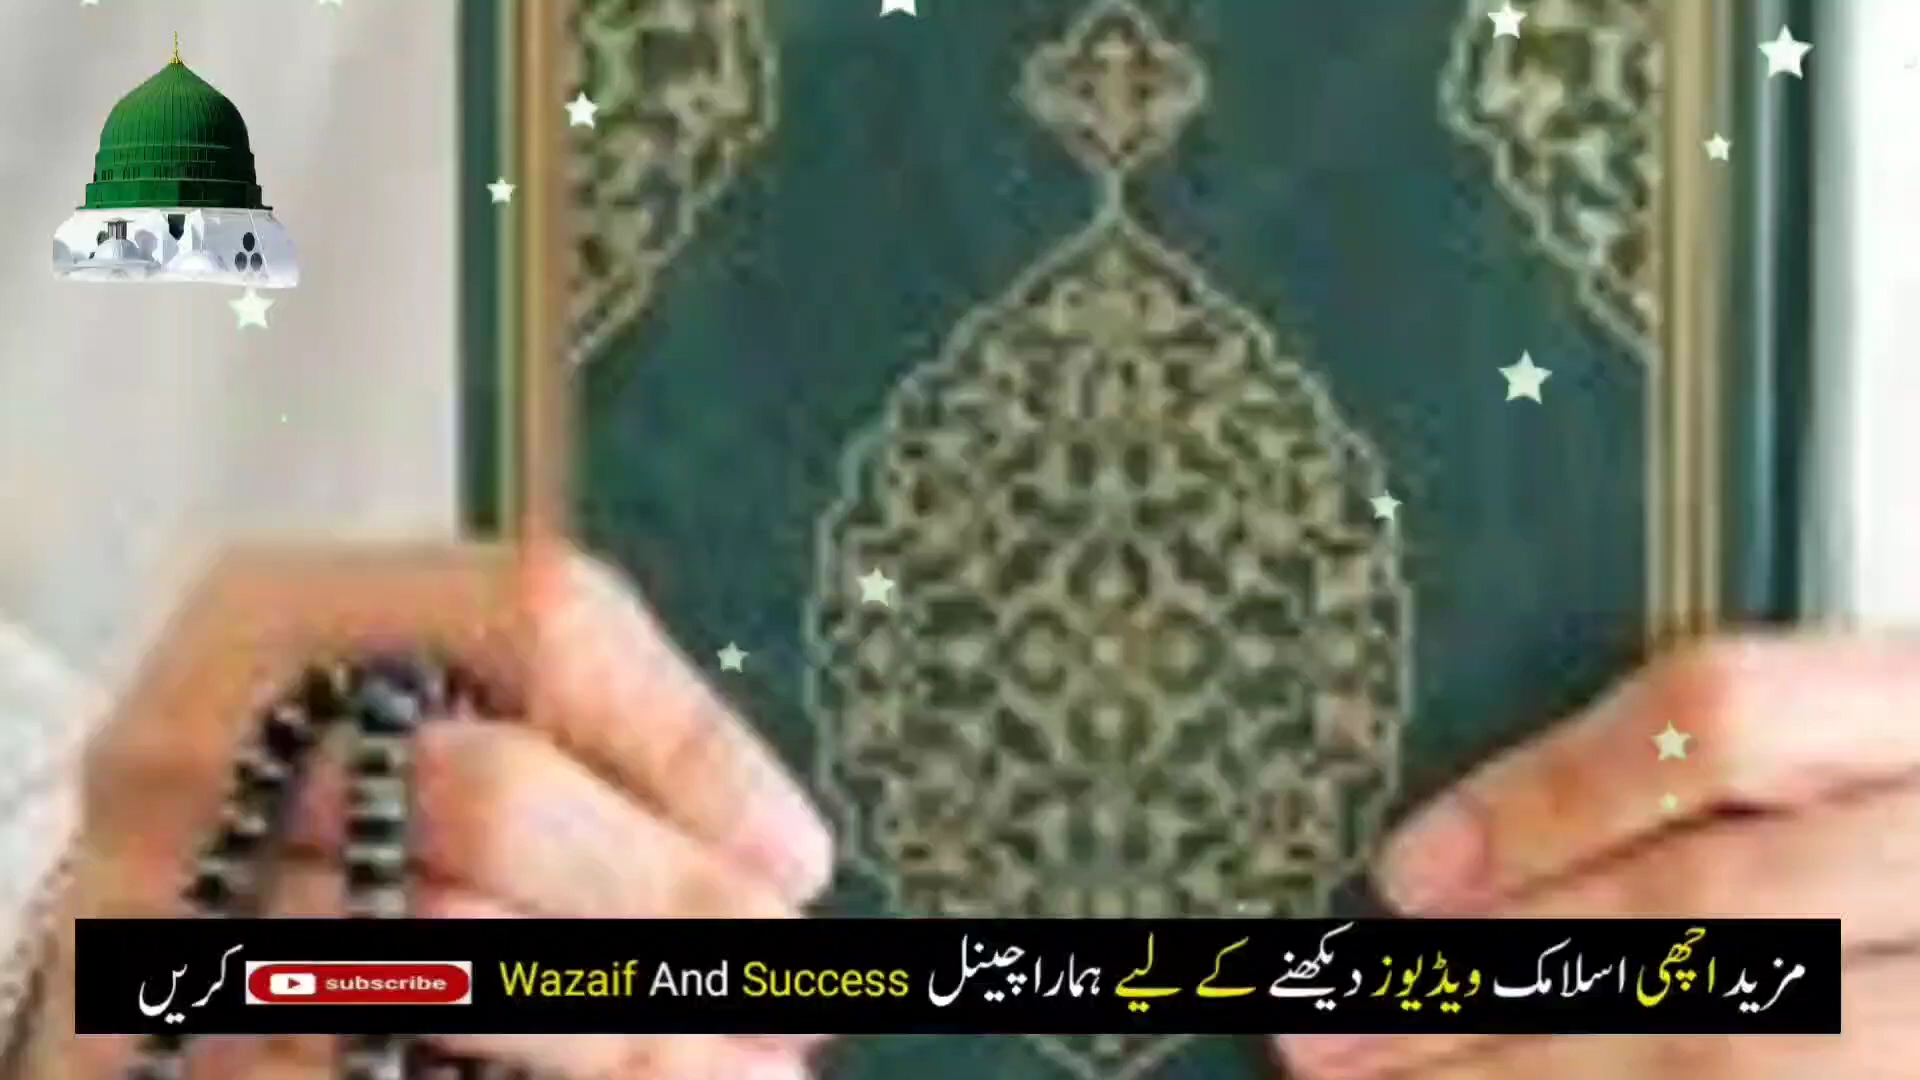 مزید اچھی اسلامک ویڈیوز دیکھنے کے لیے ہمارا چینل Wazaif And Success subscribe کریں